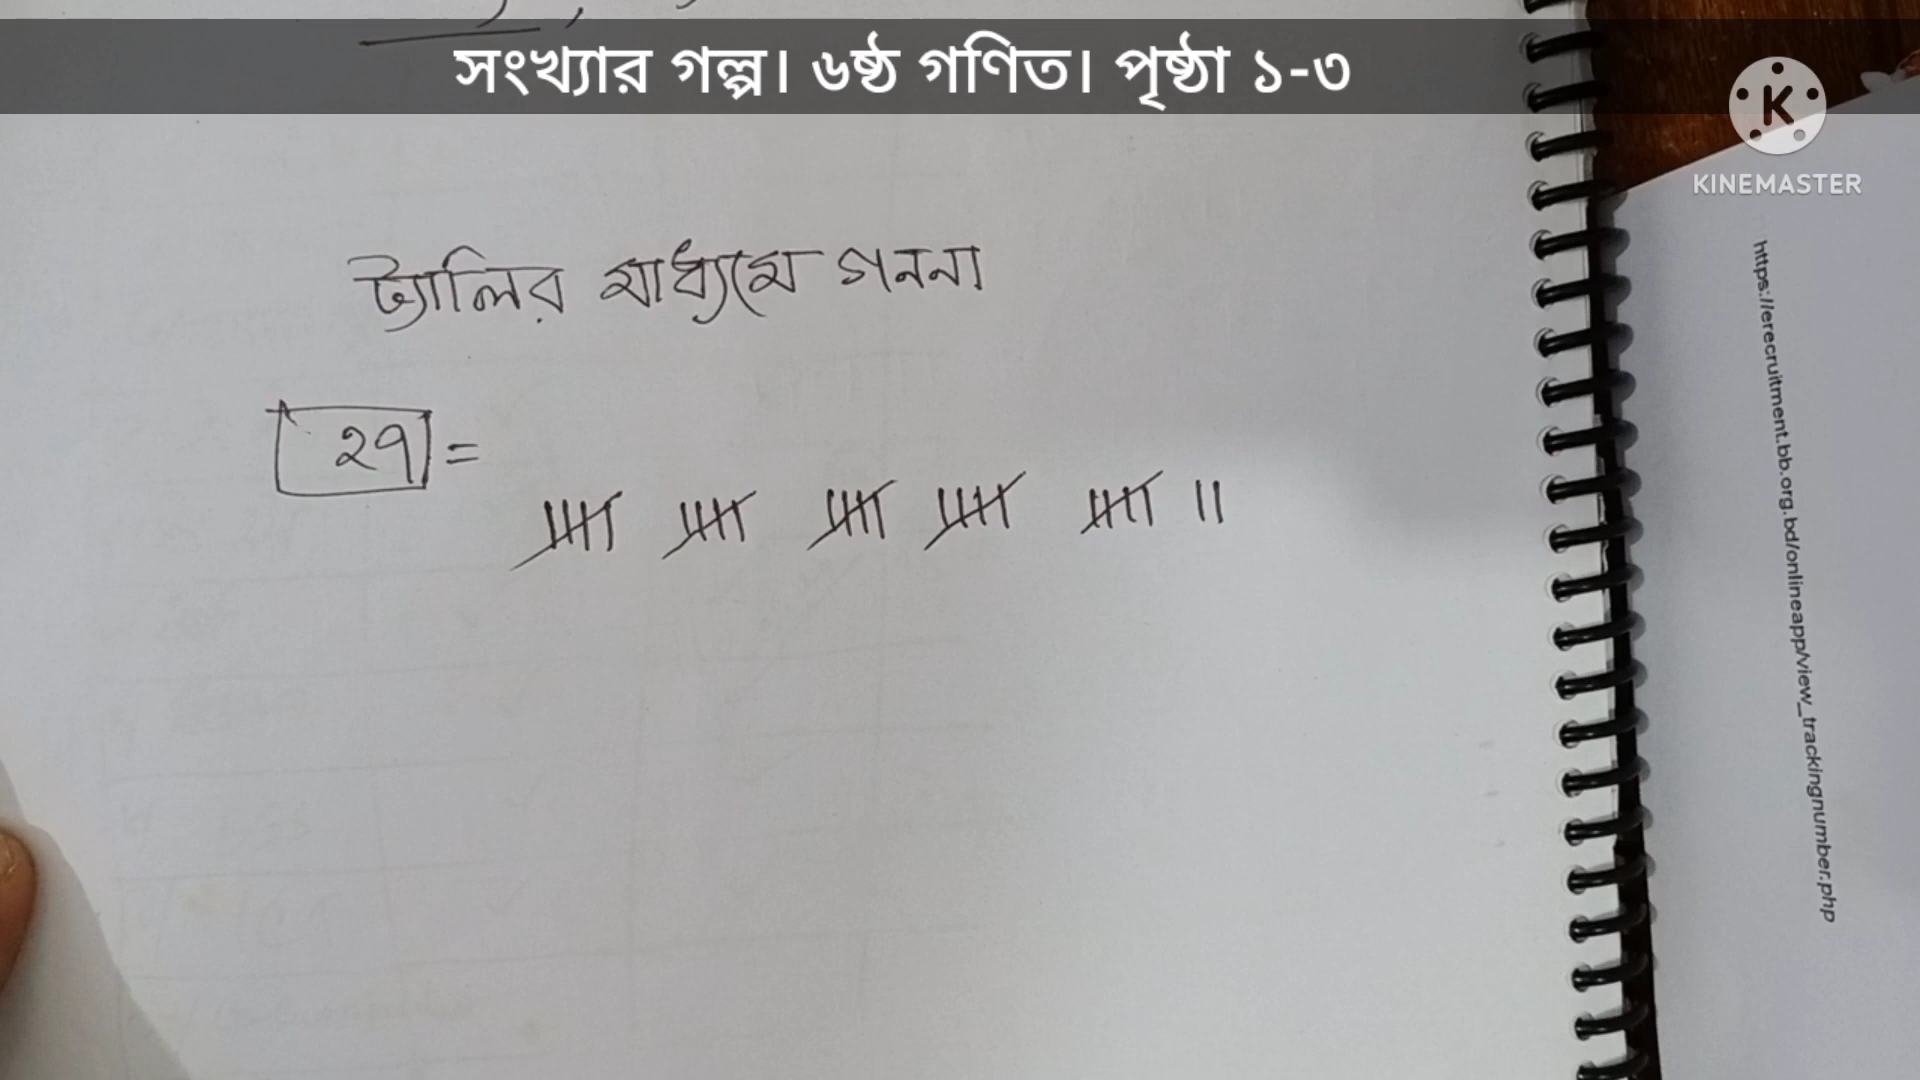 সংখ্যার গল্প। ৬ষ্ঠ গণিত। পৃষ্ঠা ১-৩
K
KINEMASTER
ট্যালির মাধ্যমে গননা
২৭ =
https://erecruitment.bb.org.bd/onlineapp/view_trackingnumber.php